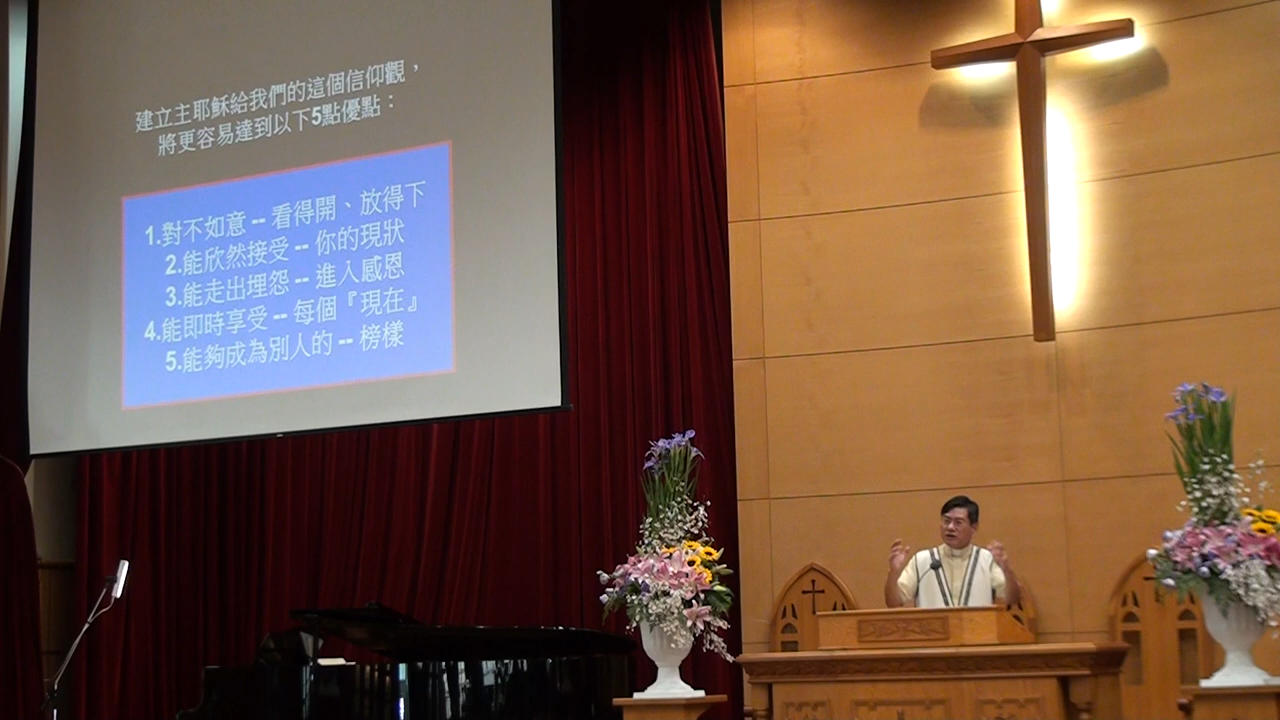 建立主耶穌給我們的這個信仰觀，
將更容易達到以下5點優點：
1.對不如意 -- 看得開、放得下
2.能欣然接受 -- 你的現狀
3.能走出埋怨 -- 進入感恩
4.能即時享受 -- 每個『現在』
5.能夠成為別人的 -- 榜樣